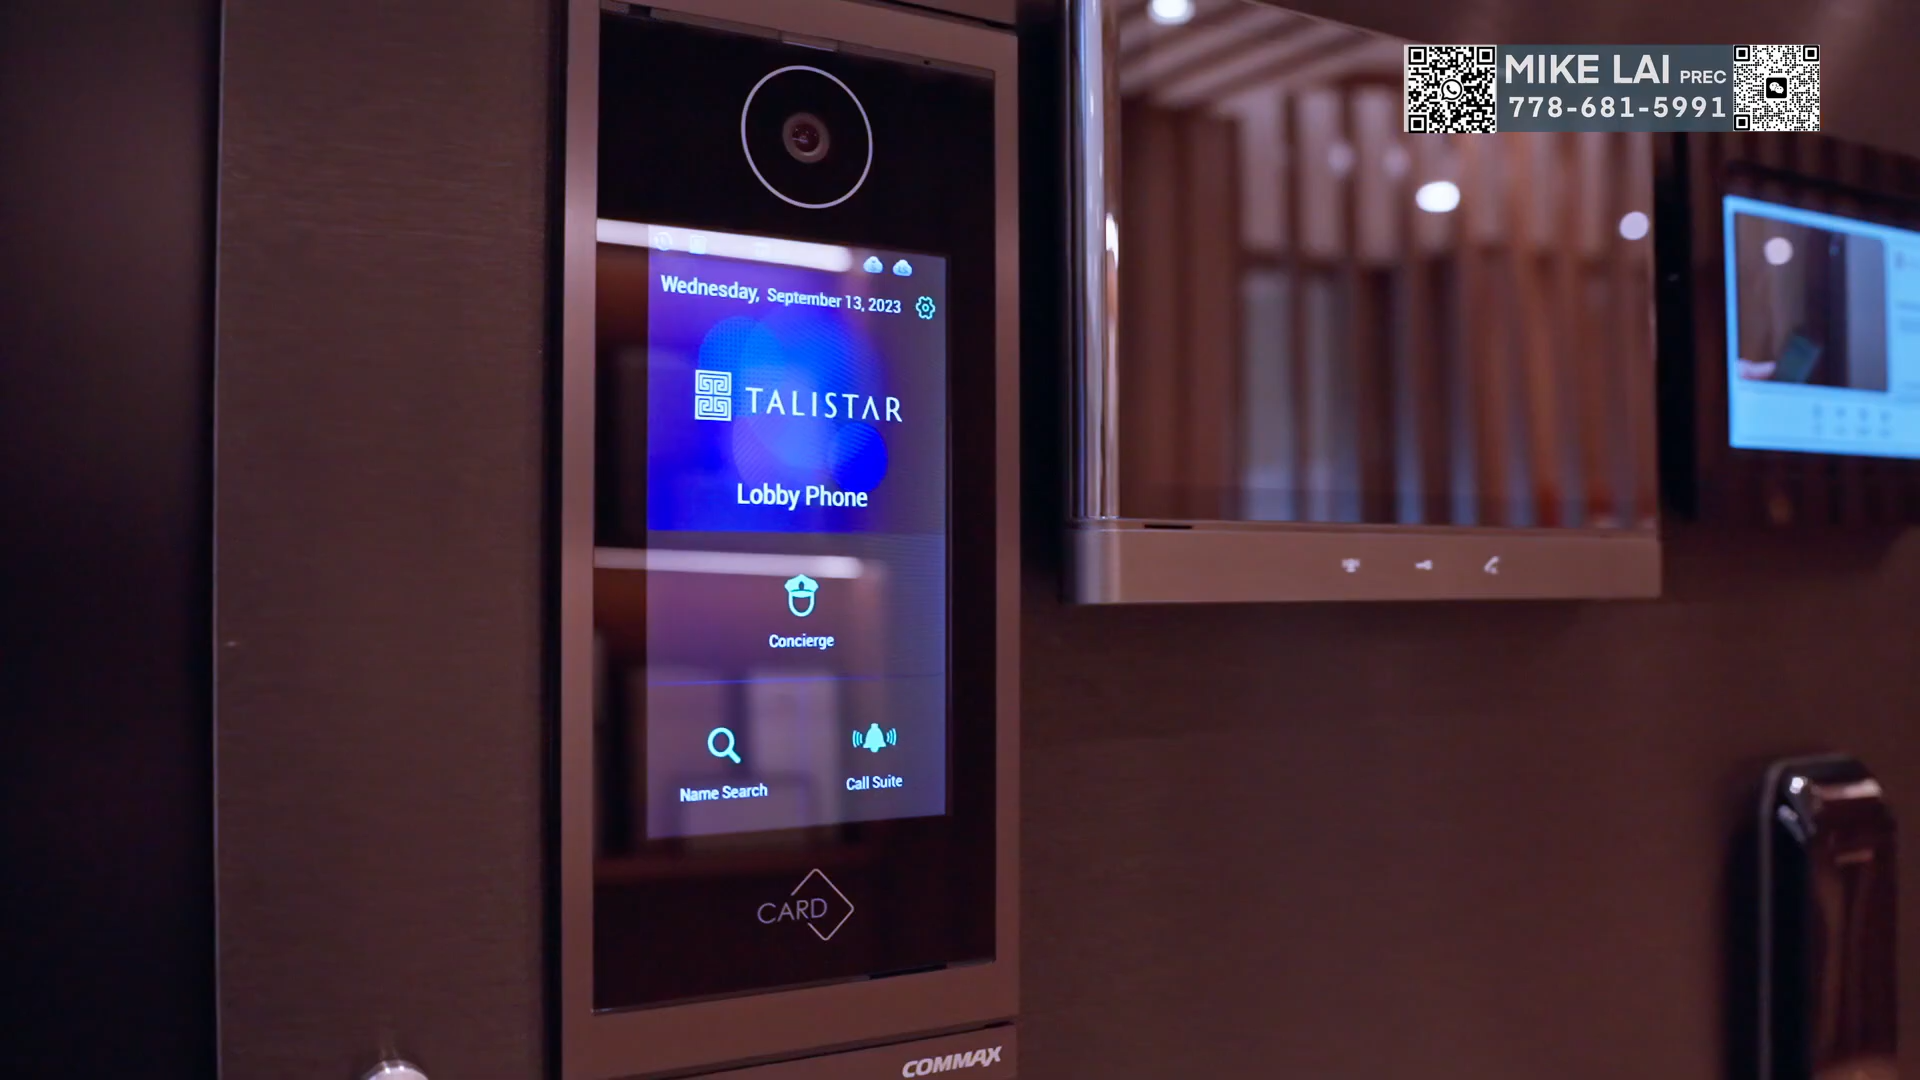 MIKE LAI PREC
778-681-5991
Wednesday, September 13, 2023
TALISTAR
Lobby Phone
Concierge
Name Search
Call Suite
CARD
COMMAX